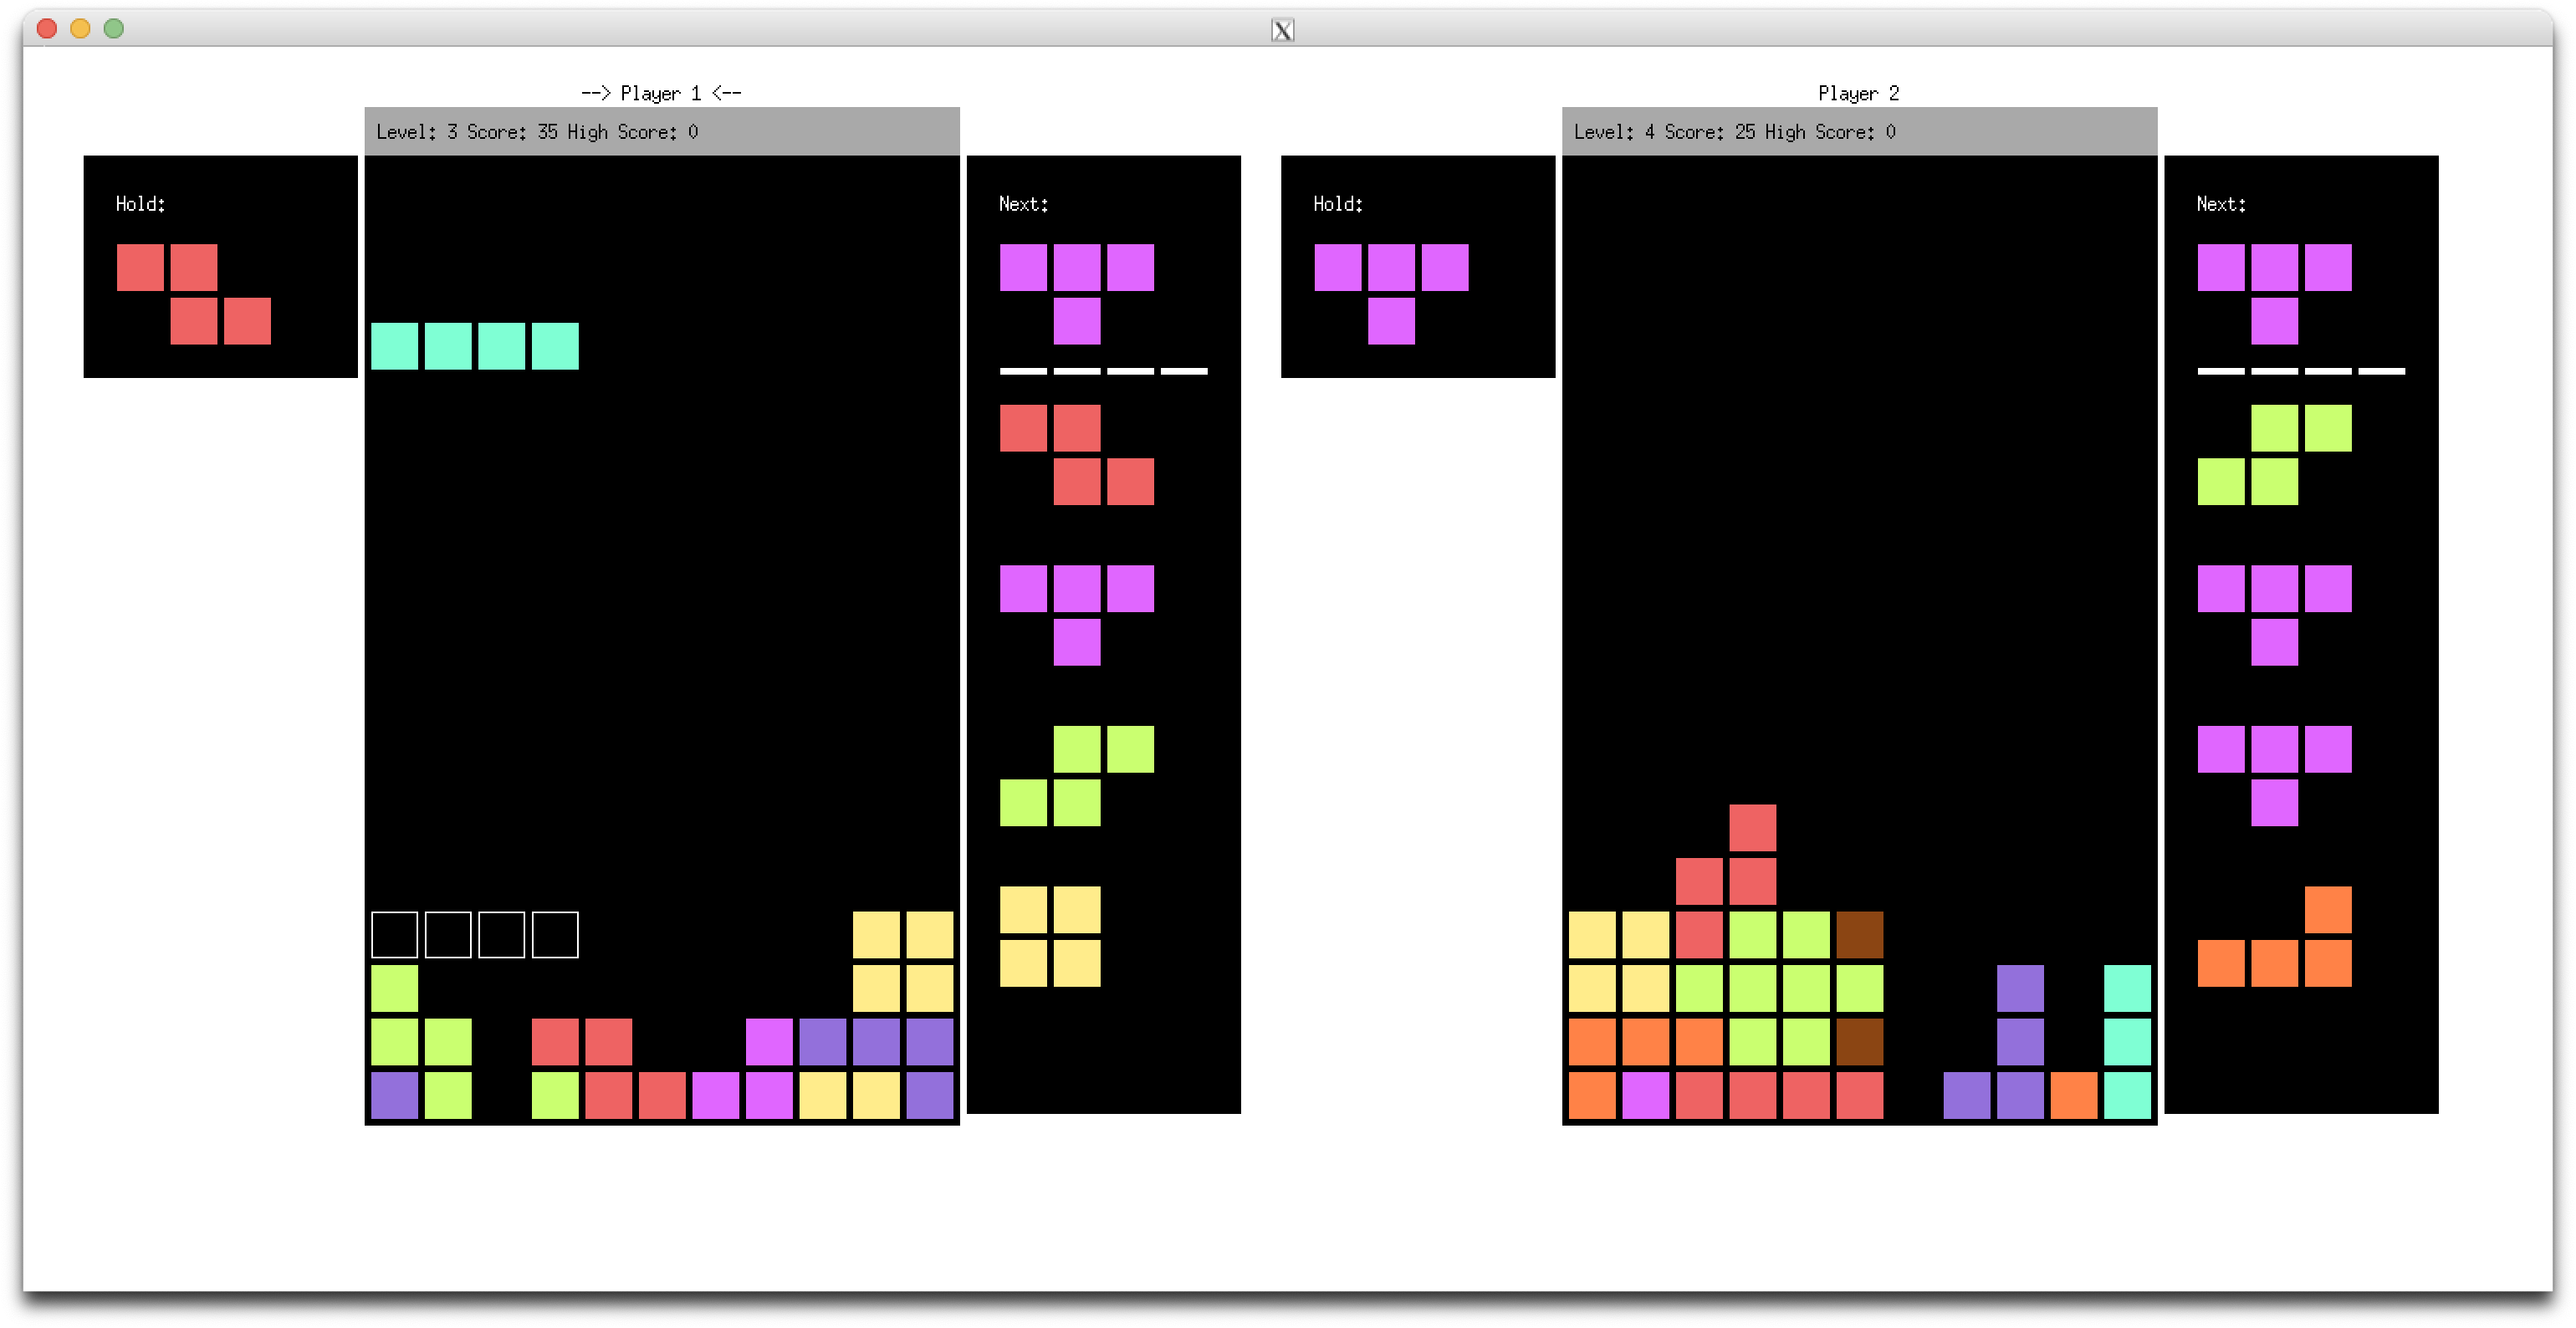 --> Player 1 <--
Level: 3 Score: 35 High Score: 0
Hold:
Next:
Player 2
Level: 4 Score: 25 High Score: 0
Hold:
Next: